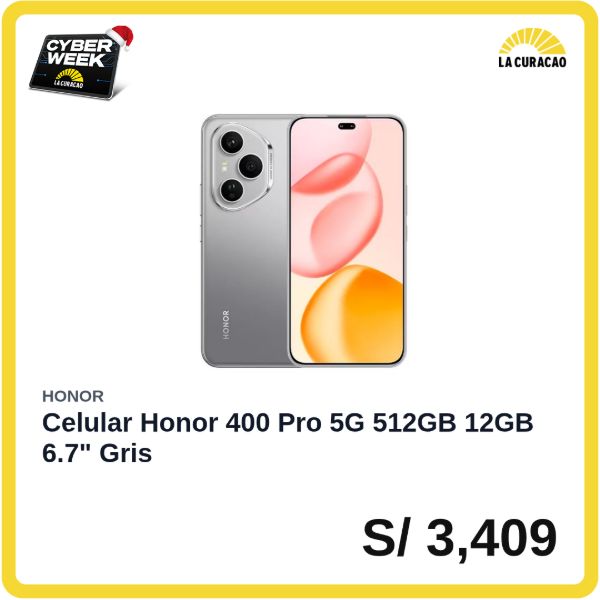 CYBER
WEEK
LA CURACAO
LA CURACAO
HONOR
HONOR
Celular Honor 400 Pro 5G 512GB 12GB
6.7" Gris
S/ 3,409